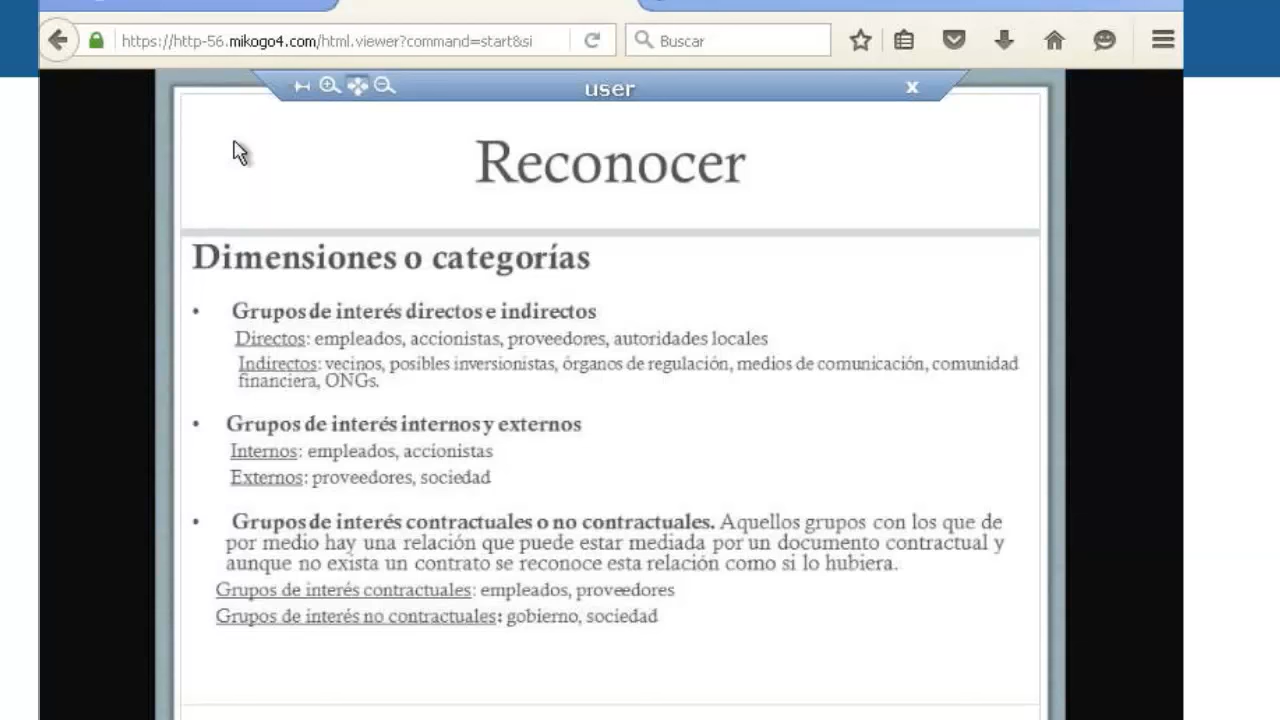 https://http-56.mikogo4.com/html.viewer?command=start&si
Buscar
user
x
Reconocer
Dimensiones o categorías
• Grupos de interés directos e indirectos
Directos: empleados, accionistas, proveedores, autoridades locales
Indirectos: vecinos, posibles inversionistas, órganos de regulación, medios de comunicación, comunidad
financiera, ONGs.
• Grupos de interés internos y externos
Internos: empleados, accionistas
Externos: proveedores, sociedad
• Grupos de interés contractuales o no contractuales. Aquellos grupos con los que de
por medio hay una relación que puede estar mediada por un documento contractual y
aunque no exista un contrato se reconoce esta relación como si lo hubiera.
Grupos de interés contractuales: empleados, proveedores
Grupos de interés no contractuales: gobierno, sociedad